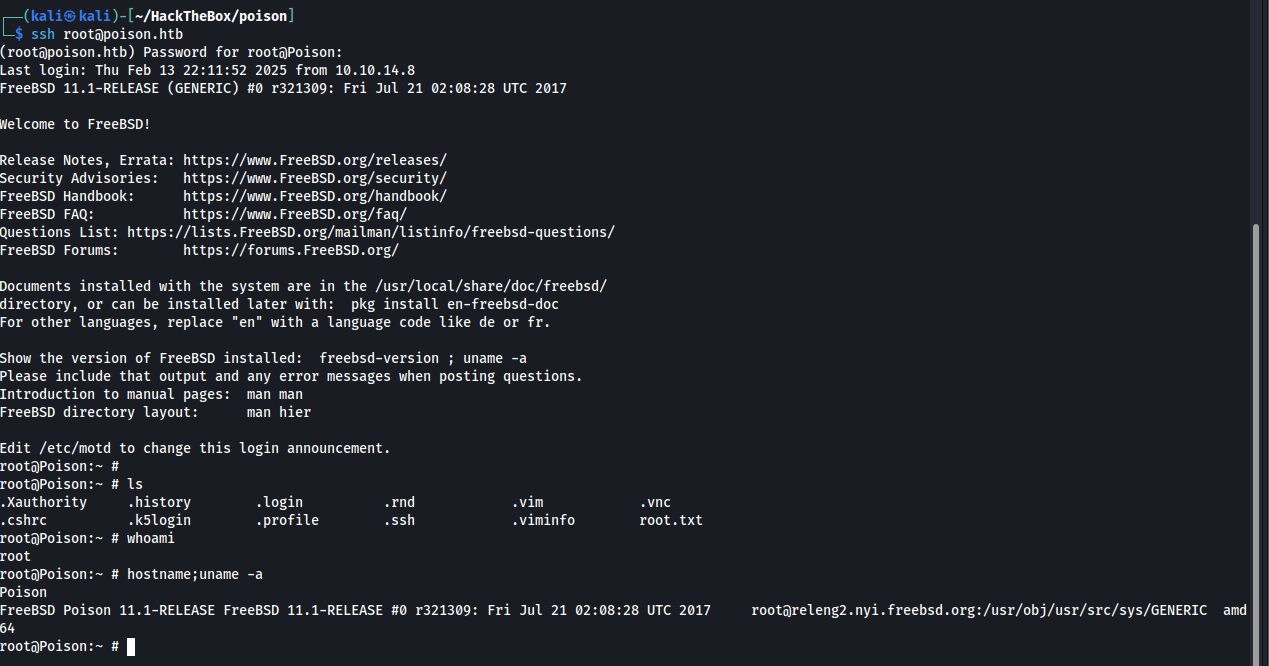 ┌──(kali㉿kali)-[~/HackTheBox/poison]
└─$ ssh root@poison.htb
(root@poison.htb) Password for root@Poison:
Last login: Thu Feb 13 22:11:52 2025 from 10.10.14.8
FreeBSD 11.1-RELEASE (GENERIC) #0 r321309: Fri Jul 21 02:08:28 UTC 2017

Welcome to FreeBSD!

Release Notes, Errata: https://www.FreeBSD.org/releases/
Security Advisories:   https://www.FreeBSD.org/security/
FreeBSD Handbook:      https://www.FreeBSD.org/handbook/
FreeBSD FAQ:           https://www.FreeBSD.org/faq/
Questions List: https://lists.FreeBSD.org/mailman/listinfo/freebsd-questions/
FreeBSD Forums:        https://forums.FreeBSD.org/

Documents installed with the system are in the /usr/local/share/doc/freebsd/
directory, or can be installed later with:  pkg install en-freebsd-doc
For other languages, replace "en" with a language code like de or fr.

Show the version of FreeBSD installed:  freebsd-version ; uname -a
Please include that output and any error messages when posting questions.
Introduction to manual pages:  man man
FreeBSD directory layout:      man hier

Edit /etc/motd to change this login announcement.
root@Poison:~ #
root@Poison:~ # ls
.Xauthority     .history        .login          .rnd            .vim            .vnc
.cshrc          .k5login        .profile        .ssh            .viminfo        root.txt
root@Poison:~ # whoami
root
root@Poison:~ # hostname;uname -a
Poison
FreeBSD Poison 11.1-RELEASE FreeBSD 11.1-RELEASE #0 r321309: Fri Jul 21 02:08:28 UTC 2017     root@releng2.nyi.freebsd.org:/usr/obj/usr/src/sys/GENERIC  amd
64
root@Poison:~ #